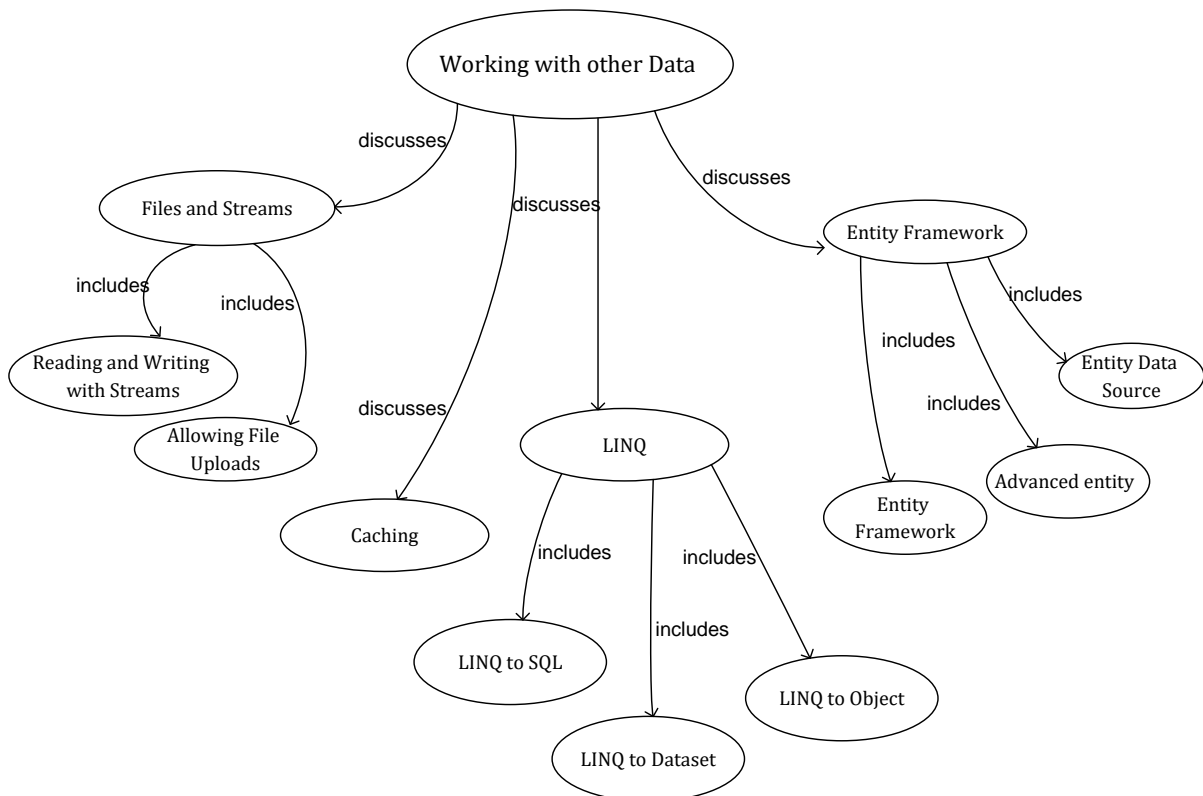 Working with other Data
discusses
discusses
discusses
Files and Streams
Entity Framework
includes
includes
includes
includes
includes
Reading and Writing
with Streams
Entity Data
Source
discusses
Allowing File
Uploads
LINQ
Advanced entity
Entity
Framework
Caching
includes
includes
includes
LINQ to SQL
LINQ to Object
LINQ to Dataset